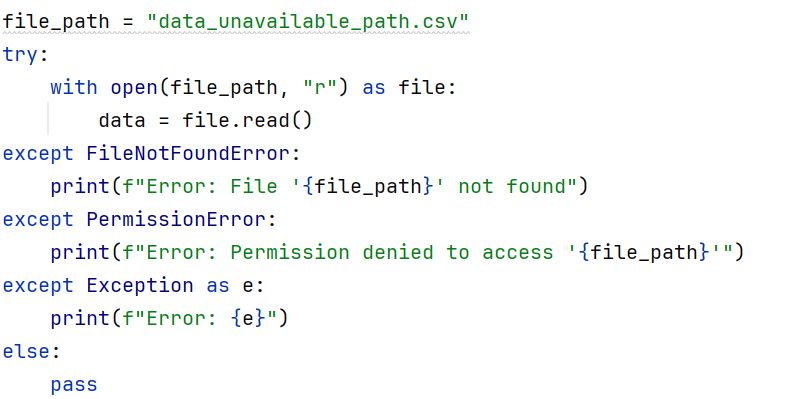 file_path = "data_unavailable_path.csv"
try:
    with open(file_path, "r") as file:
        data = file.read()
except FileNotFoundError:
    print(f"Error: File '{file_path}' not found")
except PermissionError:
    print(f"Error: Permission denied to access '{file_path}'")
except Exception as e:
    print(f"Error: {e}")
else:
    pass